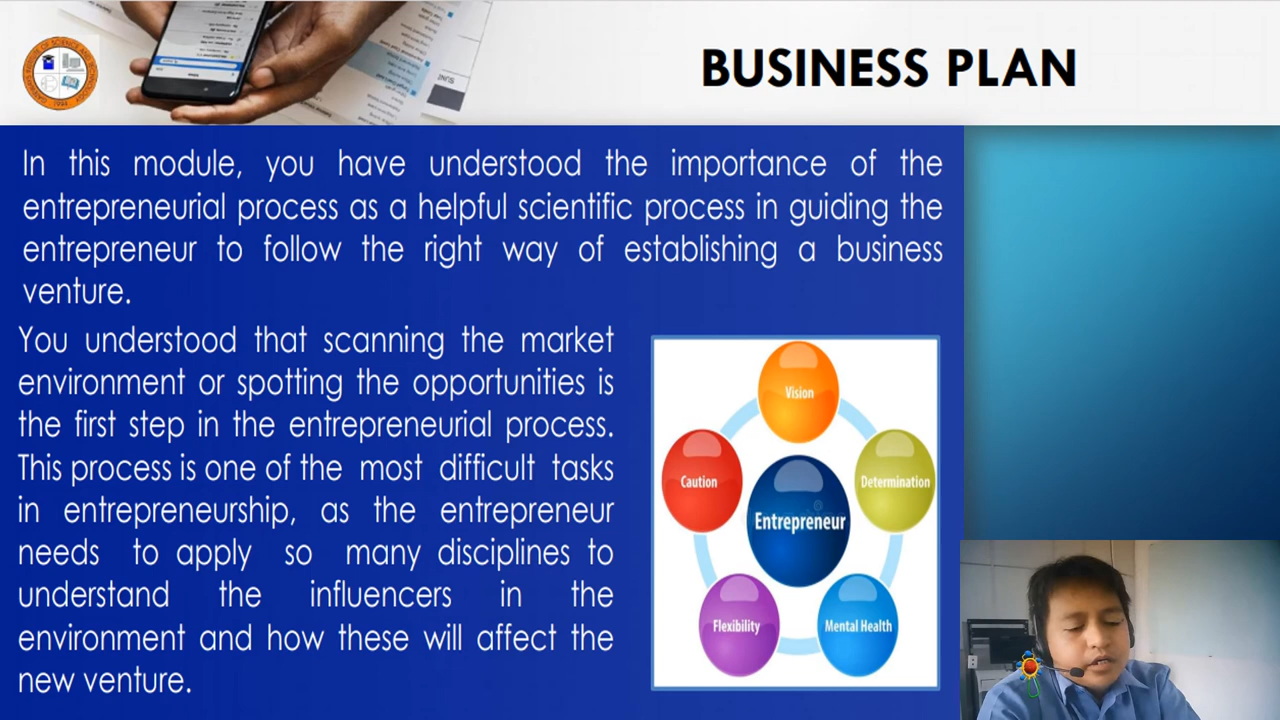 BUSINESS PLAN
In this module, you have understood the importance of the
entrepreneurial process as a helpful scientific process in guiding the
entrepreneur to follow the right way of establishing a business
venture.
You understood that scanning the market
environment or spotting the opportunities is
the first step in the entrepreneurial process.
This process is one of the most difficult tasks
in entrepreneurship, as the entrepreneur
needs to apply so many disciplines to
understand the influencers in the
environment and how these will affect the
new venture.
Vision
Caution
Determination
Entrepreneur
Flexibility
Mental Health